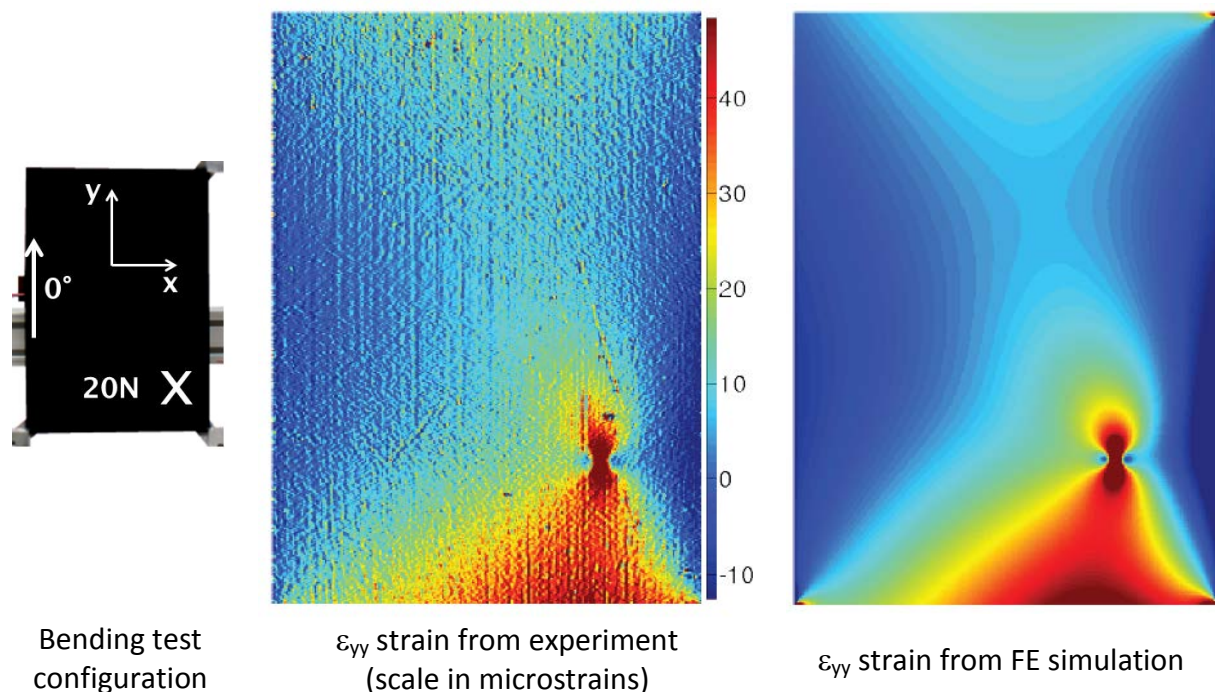 y
x
0°
20N X
40
30
20
10
0
-10
Bending test
configuration
εyy strain from experiment
(scale in microstrains)
εyy strain from FE simulation